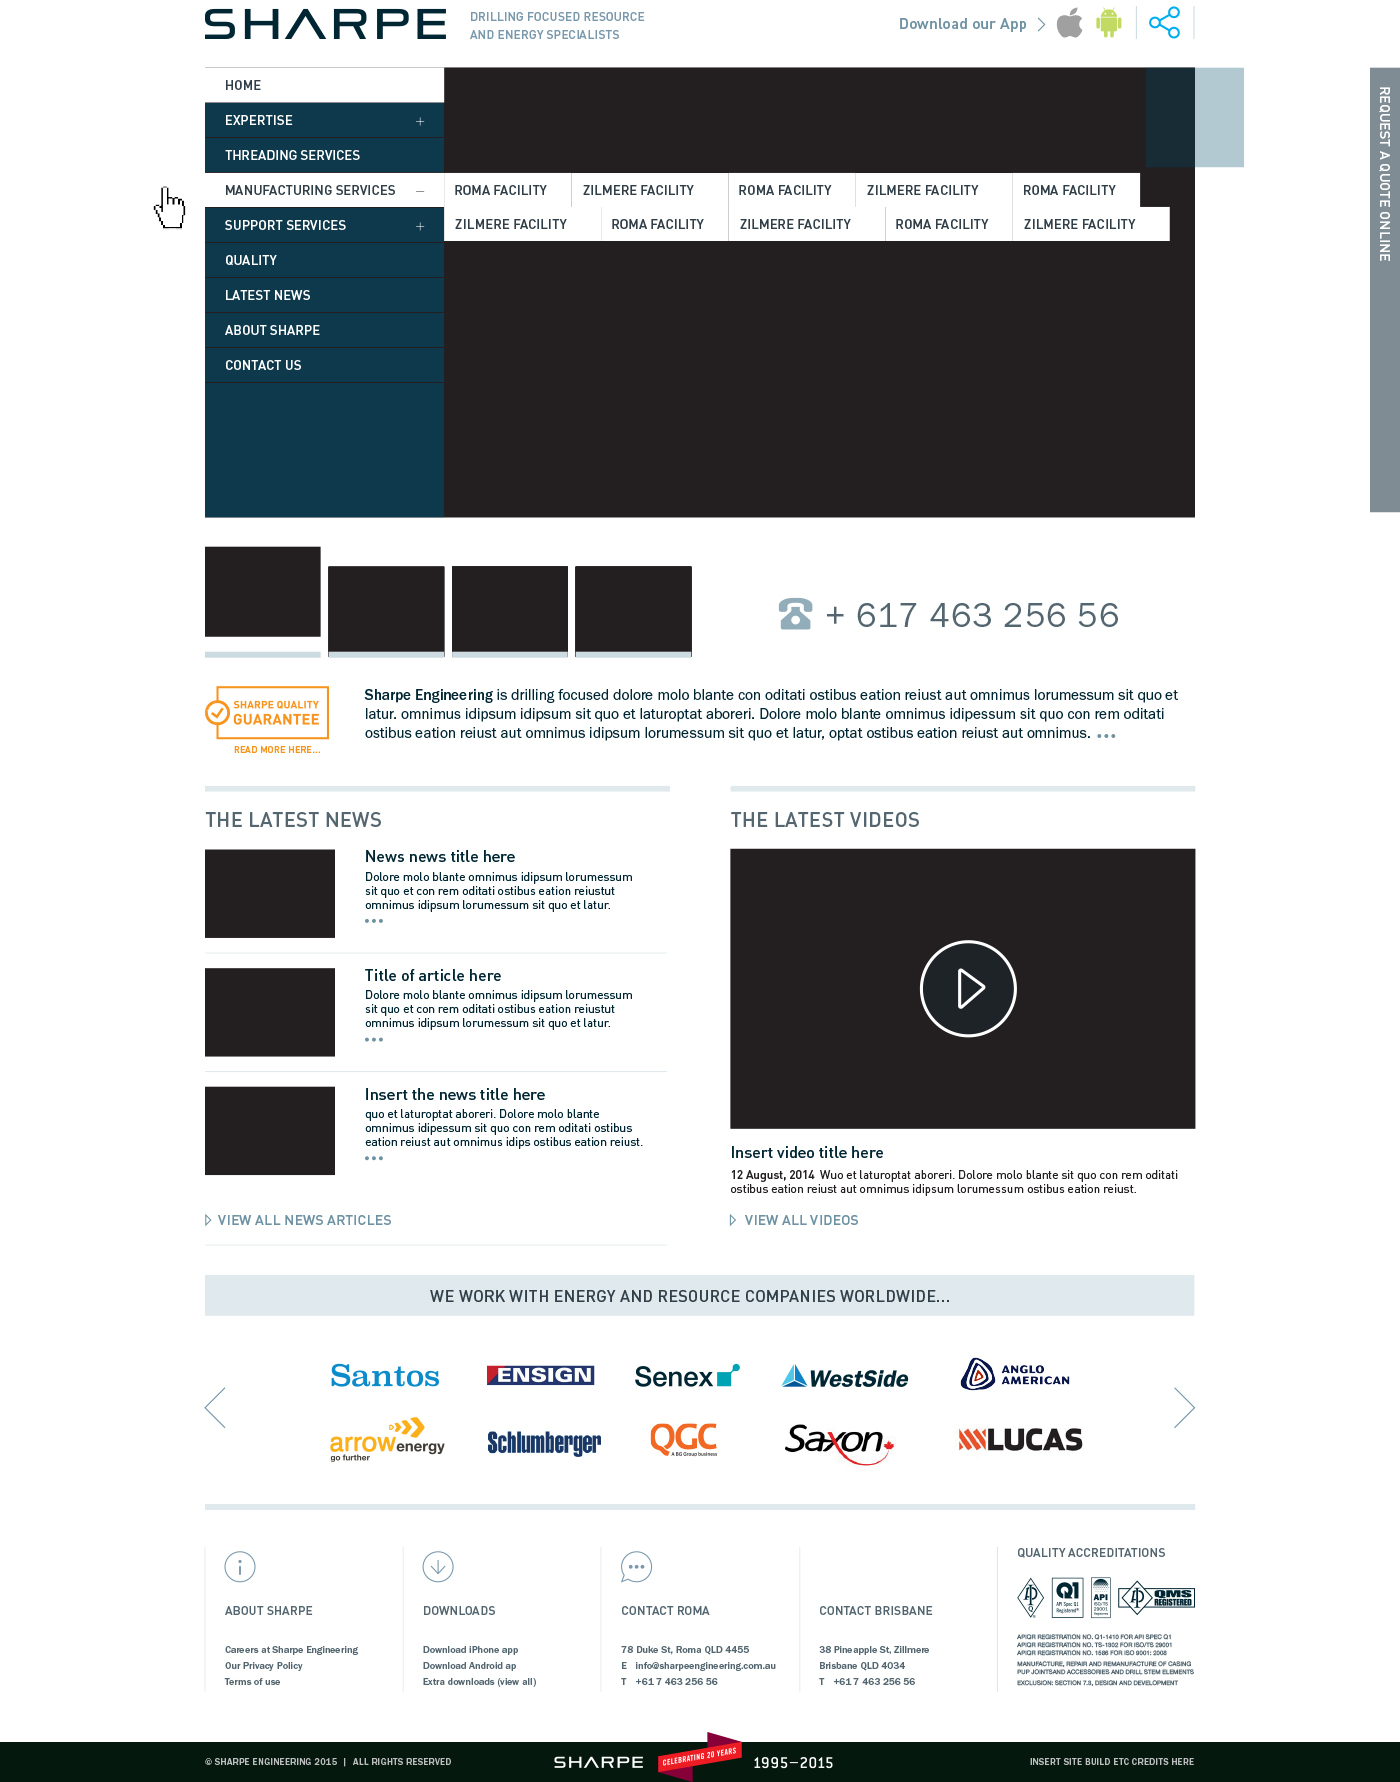 SHARPE
DRILLING FOCUSED RESOURCE
AND ENERGY SPECIALISTS
Download our App
REQUEST A QUOTE ONLINE
HOME
EXPERTISE +
THREADING SERVICES
MANUFACTURING SERVICES –
ROMA FACILITY ZILMERE FACILITY ROMA FACILITY ZILMERE FACILITY ROMA FACILITY
SUPPORT SERVICES +
ZILMERE FACILITY ROMA FACILITY ZILMERE FACILITY ROMA FACILITY ZILMERE FACILITY
QUALITY
LATEST NEWS
ABOUT SHARPE
CONTACT US
+ 617 463 256 56
SHARPE QUALITY
GUARANTEE
READ MORE HERE...
Sharpe Engineering is drilling focused dolore molo blante con oditati ostibus eation reiust aut omnimus lorumessum sit quo et
latur. omnimus idipsum idipsum sit quo et laturoptat aboreri. Dolore molo blante omnimus idipessum sit quo con rem oditati
ostibus eation reiust aut omnimus idipsum lorumessum sit quo et latur, optat ostibus eation reiust aut omnimus. •••
THE LATEST NEWS
News news title here
Dolore molo blante omnimus idipsum lorumessum
sit quo et con rem oditati ostibus eation reiustut
omnimus idipsum lorumessum sit quo et latur.
•••
Title of article here
Dolore molo blante omnimus idipsum lorumessum
sit quo et con rem oditati ostibus eation reiustut
omnimus idipsum lorumessum sit quo et latur.
•••
Insert the news title here
quo et laturoptat aboreri. Dolore molo blante
omnimus idipessum sit quo con rem oditati ostibus
eation reiust aut omnimus idips ostibus eation reiust.
•••
VIEW ALL NEWS ARTICLES
THE LATEST VIDEOS
Insert video title here
12 August, 2014 Wuo et laturoptat aboreri. Dolore molo blante sit quo con rem oditati
ostibus eation reiust aut omnimus idipsum lorumessum ostibus eation reiust.
VIEW ALL VIDEOS
WE WORK WITH ENERGY AND RESOURCE COMPANIES WORLDWIDE...
Santos
ENSIGN
Senex
WestSide
ANGLO
AMERICAN
arrowenergy
go further
Schlumberger
QGC
A BG Group business
Saxon
LUCAS
ABOUT SHARPE
Careers at Sharpe Engineering
Our Privacy Policy
Terms of use
DOWNLOADS
Download iPhone app
Download Android ap
Extra downloads (view all)
CONTACT ROMA
78 Duke St, Roma QLD 4455
E info@sharpeengineering.com.au
T +61 7 463 256 56
CONTACT BRISBANE
38 Pineapple St, Zillmere
Brisbane QLD 4034
T +61 7 463 256 56
QUALITY ACCREDITATIONS
Q1
API Spec Q1
Registered
API
ISO/TS
29001
Registered
QMS
REGISTERED
APIQR REGISTRATION NO. Q1-1410 FOR API SPEC Q1
APIQR REGISTRATION NO. TS-1302 FOR ISO/TS 29001
APIQR REGISTRATION NO. 1586 FOR ISO 9001: 2008
MANUFACTURE, REPAIR AND REMANUFACTURE OF CASING
PUP JOINTSAND ACCESSORIES AND DRILL STEM ELEMENTS
EXCLUSION: SECTION 7.3, DESIGN AND DEVELOPMENT
© SHARPE ENGINEERING 2015 | ALL RIGHTS RESERVED
SHARPE
CELEBRATING 20 YEARS
1995–2015
INSERT SITE BUILD ETC CREDITS HERE